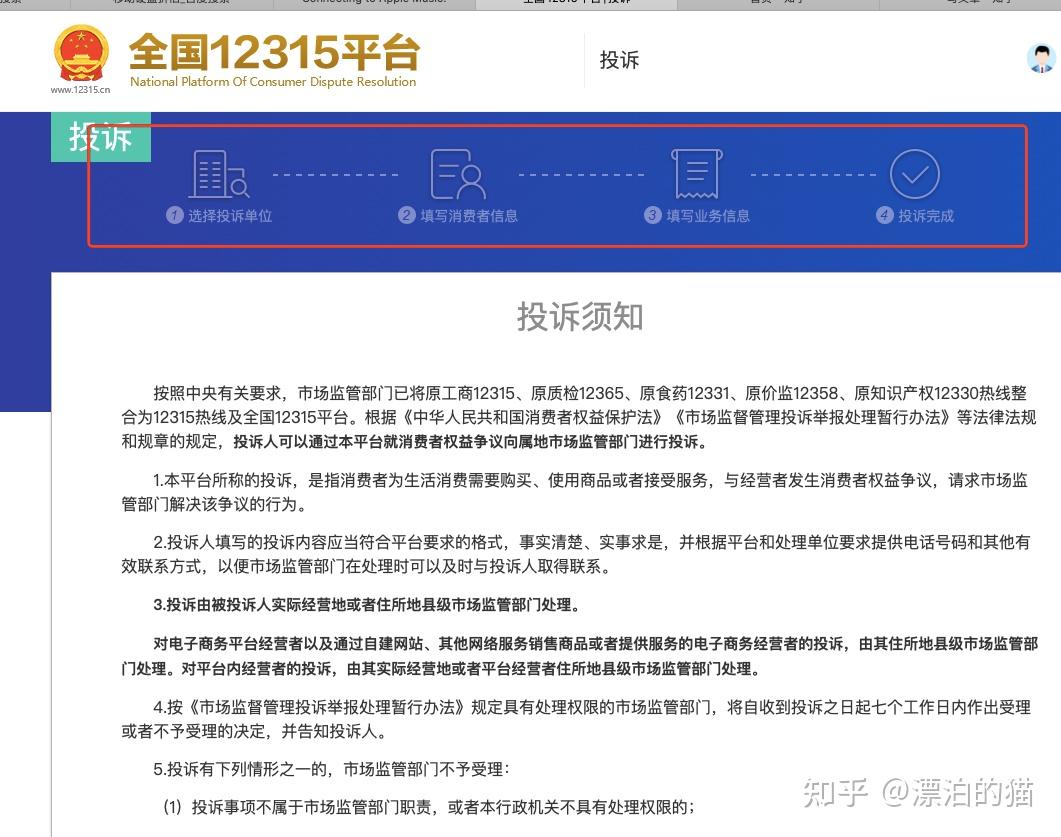 全国12315平台
National Platform Of Consumer Dispute Resolution
www.12315.cn
投诉
投诉
1 选择投诉单位
2 填写消费者信息
3 填写业务信息
4 投诉完成
投诉须知
按照中央有关要求，市场监管部门已将原工商12315、原质检12365、原食药12331、原价监12358、原知识产权12330热线整
合为12315热线及全国12315平台。根据《中华人民共和国消费者权益保护法》《市场监督管理投诉举报处理暂行办法》等法律法规
和规章的规定，投诉人可以通过本平台就消费者权益争议向属地市场监管部门进行投诉。
1.本平台所称的投诉，是指消费者为生活消费需要购买、使用商品或者接受服务，与经营者发生消费者权益争议，请求市场监
管部门解决该争议的行为。
2.投诉人填写的投诉内容应当符合平台要求的格式，事实清楚、实事求是，并根据平台和处理单位要求提供电话号码和其他有
效联系方式，以便市场监管部门在处理时可以及时与投诉人取得联系。
3.投诉由被投诉人实际经营地或者住所地县级市场监管部门处理。
对电子商务平台经营者以及通过自建网站、其他网络服务销售商品或者提供服务的电子商务经营者的投诉，由其住所地县级市场监管部
门处理。对平台内经营者的投诉，由其实际经营地或者平台经营者住所地县级市场监管部门处理。
4.按《市场监督管理投诉举报处理暂行办法》规定具有处理权限的市场监管部门，将自收到投诉之日起七个工作日内作出受理
或者不予受理的决定，并告知投诉人。
5.投诉有下列情形之一的，市场监管部门不予受理：
（1）投诉事项不属于市场监管部门职责，或者本行政机关不具有处理权限的；
知乎 @漂泊的猫